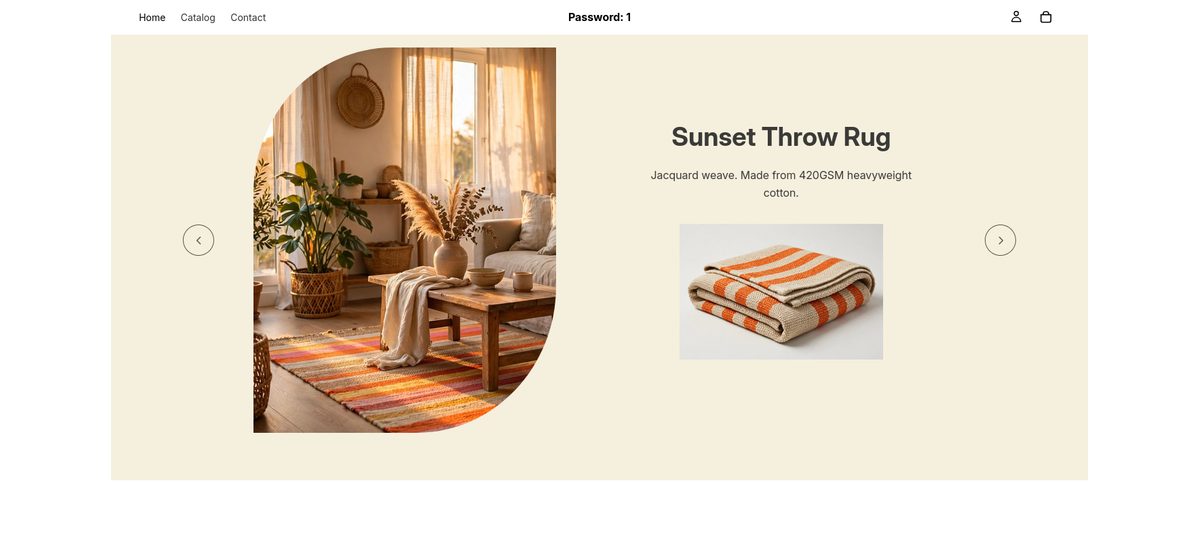 Home
Catalog
Contact
Password: 1
Sunset Throw Rug
Jacquard weave. Made from 420GSM heavyweight
cotton.